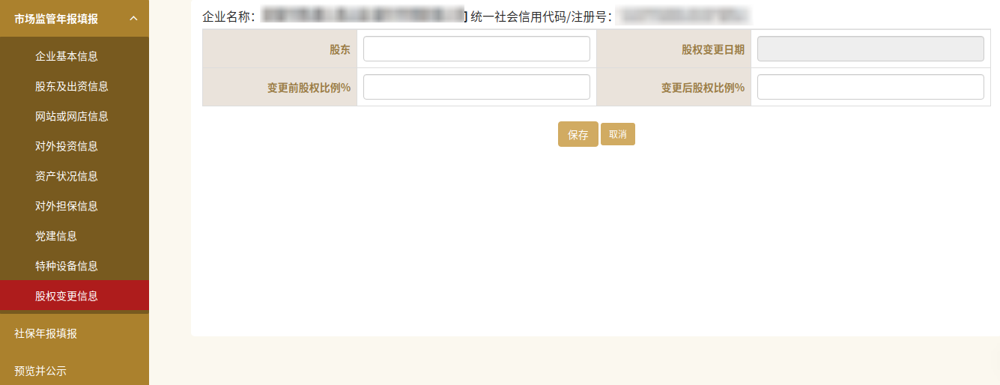 市场监管年报填报
企业基本信息
股东及出资信息
网站或网店信息
对外投资信息
资产状况信息
对外担保信息
党建信息
特种设备信息
股权变更信息
社保年报填报
预览并公示
企业名称： 统一社会信用代码/注册号：
股东 股权变更日期
变更前股权比例% 变更后股权比例%
保存 取消